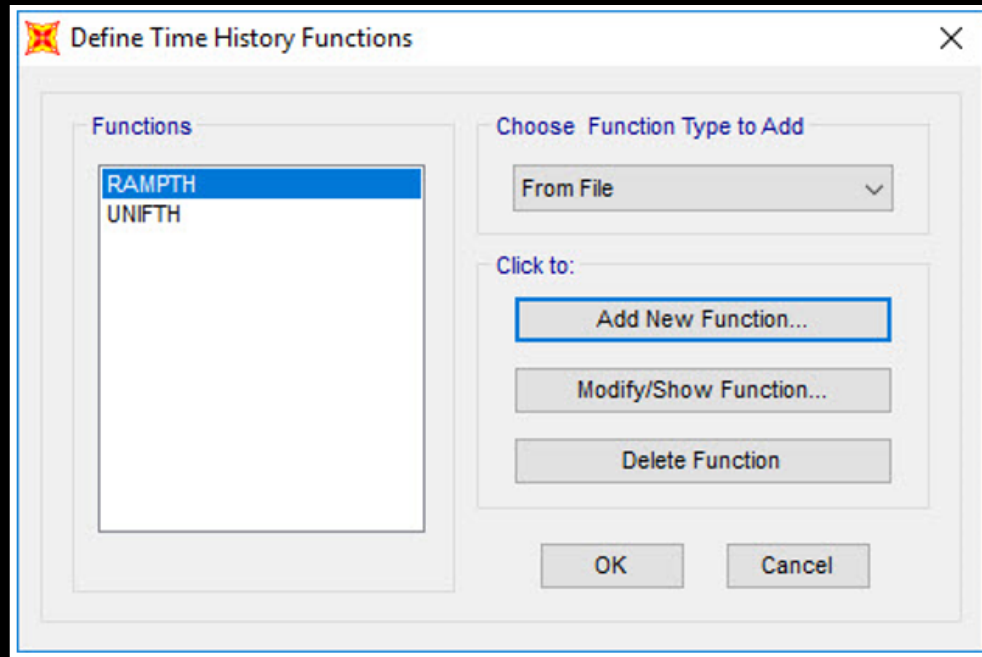 Define Time History Functions
Functions
RAMPTH
UNIFTH
Choose Function Type to Add
From File
Click to:
Add New Function...
Modify/Show Function...
Delete Function
OK
Cancel